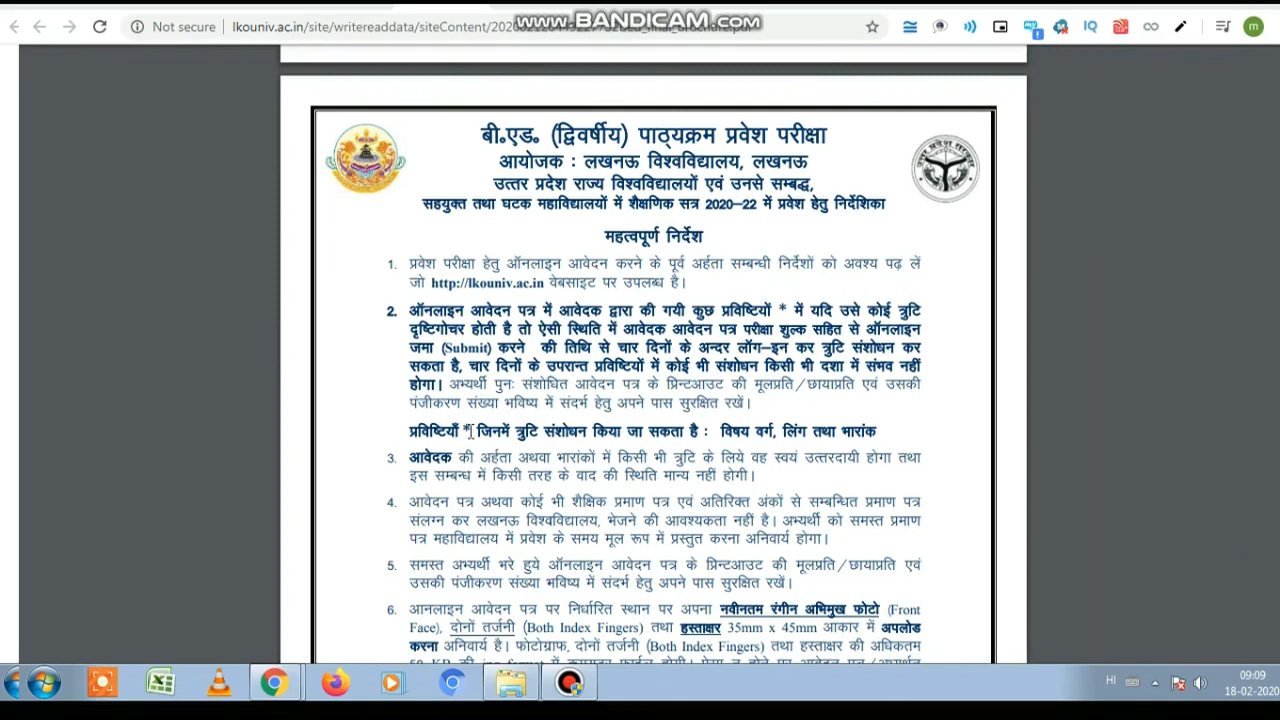 www.BANDICAM.com
Not secure
lkouniv.ac.in/site/writereaddata/siteContent/
बी०एड० (द्विवर्षीय) पाठ्यक्रम प्रवेश परीक्षा
आयोजक : लखनऊ विश्वविद्यालय, लखनऊ
उत्तर प्रदेश राज्य विश्वविद्यालयों एवं उनसे सम्बद्ध,
सहयुक्त तथा घटक महाविद्यालयों में शैक्षणिक सत्र 2020–22 में प्रवेश हेतु निर्देशिका
महत्वपूर्ण निर्देश
1. प्रवेश परीक्षा हेतु ऑनलाइन आवेदन करने के पूर्व अर्हता सम्बन्धी निर्देशों को अवश्य पढ़ लें
जो http://lkouniv.ac.in वेबसाइट पर उपलब्ध है।
2. ऑनलाइन आवेदन पत्र में आवेदक द्वारा की गयी कुछ प्रविष्टियों * में यदि उसे कोई त्रुटि
दृष्टिगोचर होती है तो ऐसी स्थिति में आवेदक आवेदन पत्र परीक्षा शुल्क सहित से ऑनलाइन
जमा (Submit) करने की तिथि से चार दिनों के अन्दर लॉग–इन कर त्रुटि संशोधन कर
सकता है, चार दिनों के उपरान्त प्रविष्टियों में कोई भी संशोधन किसी भी दशा में संभव नहीं
होगा। अभ्यर्थी पुनः संशोधित आवेदन पत्र के प्रिन्टआउट की मूलप्रति/छायाप्रति एवं उसकी
पंजीकरण संख्या भविष्य में संदर्भ हेतु अपने पास सुरक्षित रखें।
प्रविष्टियाँ * जिनमें त्रुटि संशोधन किया जा सकता है : विषय वर्ग, लिंग तथा भारांक
3. आवेदक की अर्हता अथवा भारांकों में किसी भी त्रुटि के लिये वह स्वयं उत्तरदायी होगा तथा
इस सम्बन्ध में किसी तरह के वाद की स्थिति मान्य नहीं होगी।
4. आवेदन पत्र अथवा कोई भी शैक्षिक प्रमाण पत्र एवं अतिरिक्त अंकों से सम्बन्धित प्रमाण पत्र
संलग्न कर लखनऊ विश्वविद्यालय, भेजने की आवश्यकता नहीं है। अभ्यर्थी को समस्त प्रमाण
पत्र महाविद्यालय में प्रवेश के समय मूल रूप में प्रस्तुत करना अनिवार्य होगा।
5. समस्त अभ्यर्थी भरे हुये ऑनलाइन आवेदन पत्र के प्रिन्टआउट की मूलप्रति/छायाप्रति एवं
उसकी पंजीकरण संख्या भविष्य में संदर्भ हेतु अपने पास सुरक्षित रखें।
6. आनलाइन आवेदन पत्र पर निर्धारित स्थान पर अपना नवीनतम रंगीन अभिमुख फोटो (Front
Face), दोनों तर्जनी (Both Index Fingers) तथा हस्ताक्षर 35mm x 45mm आकार में अपलोड
करना अनिवार्य है। फोटोग्राफ, दोनों तर्जनी (Both Index Fingers) तथा हस्ताक्षर की अधिकतम
HI
09:09
18-02-2020